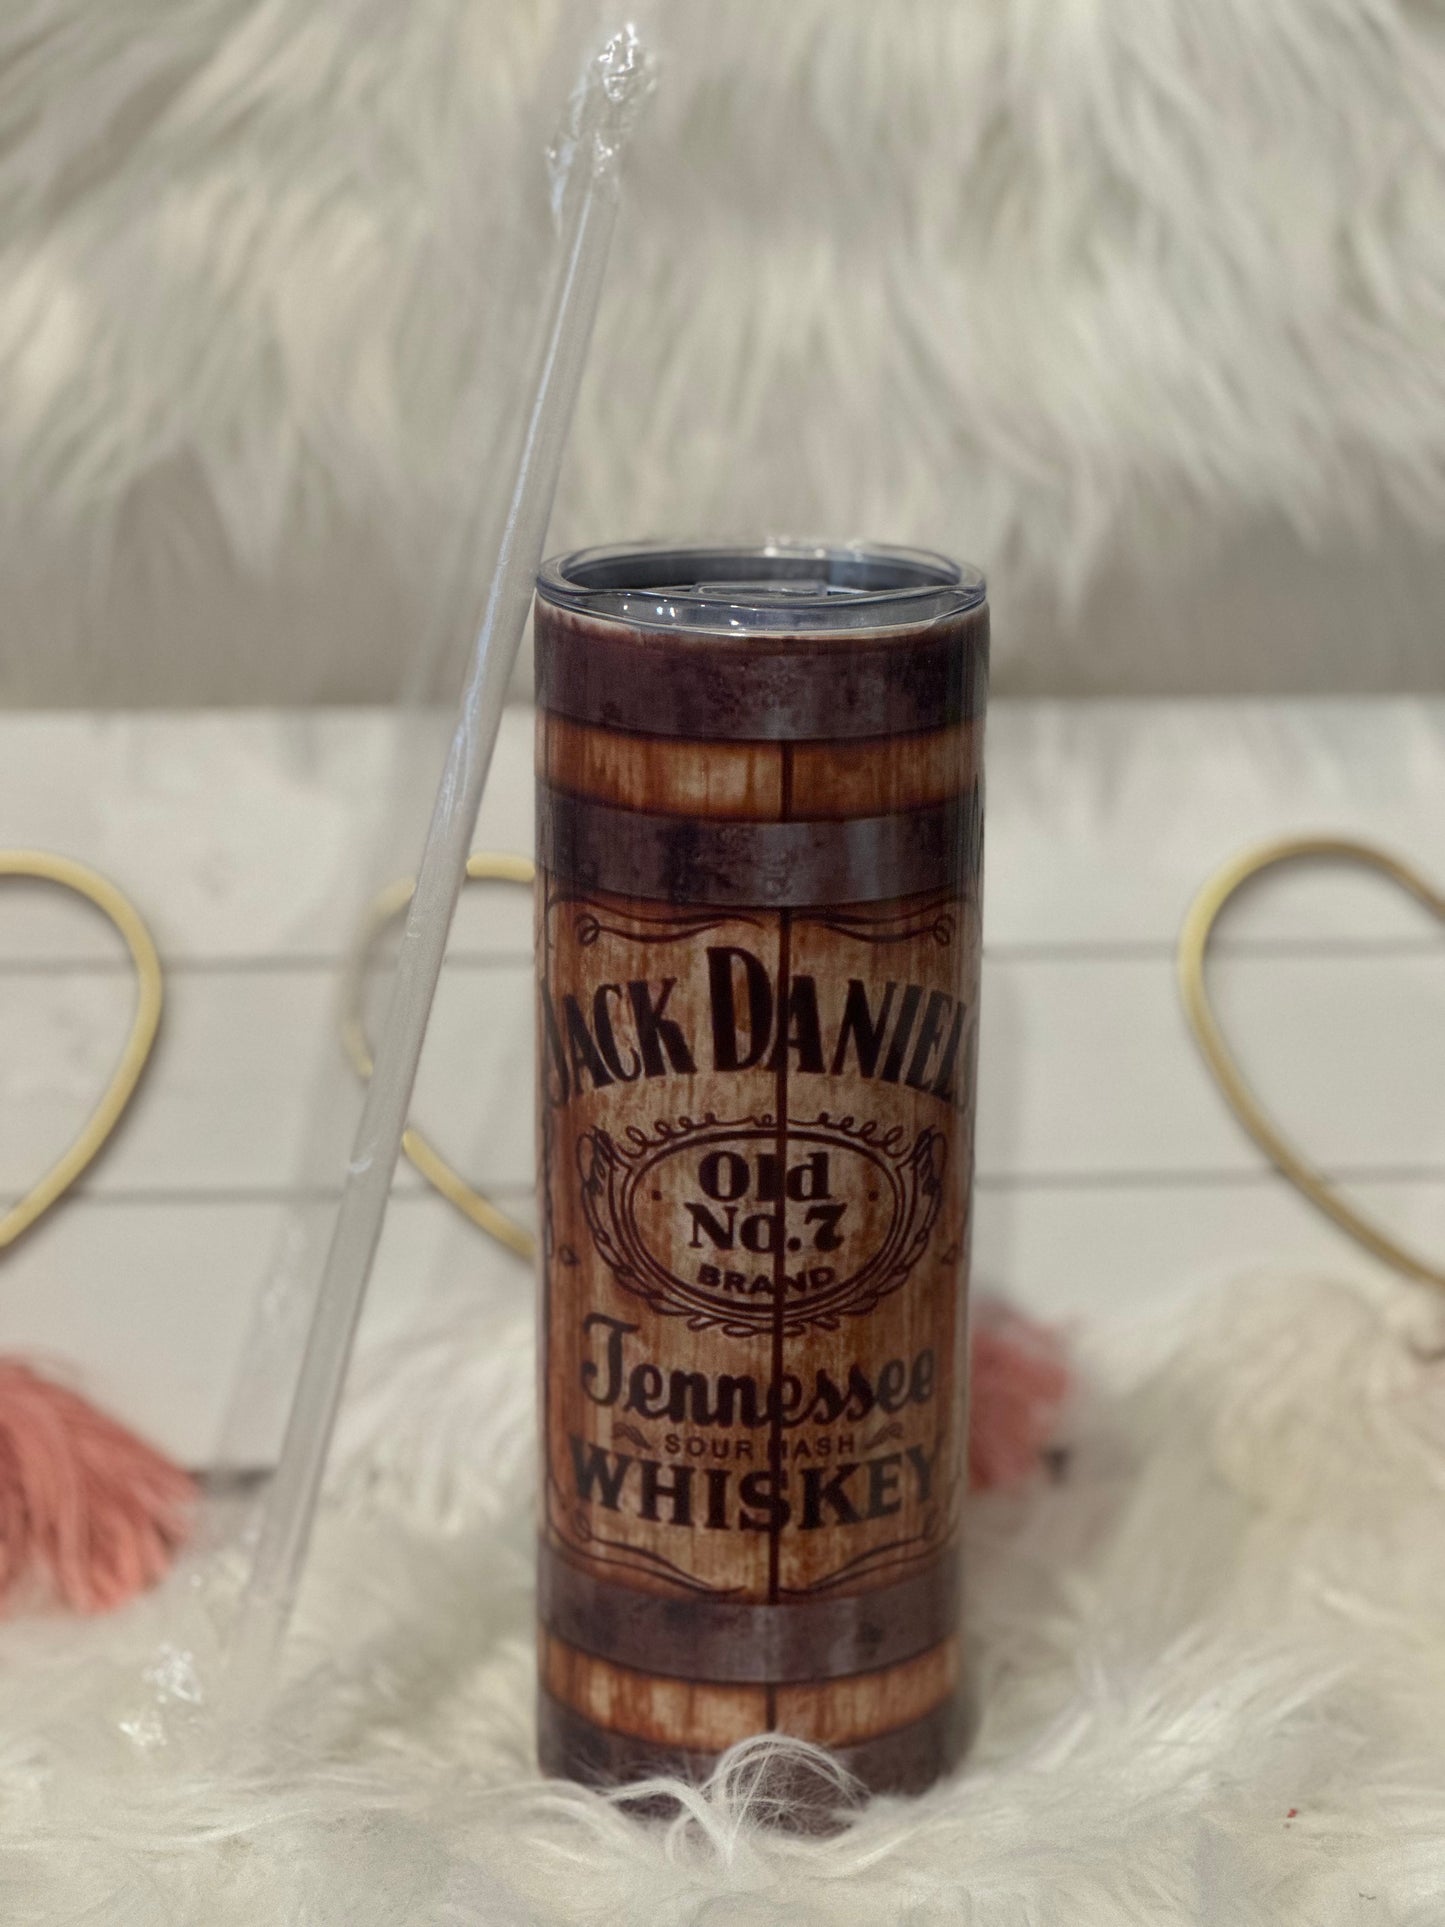 JACK DANIEL'S
Old
No.7
BRAND
Tennessee
SOUR MASH
WHISKEY